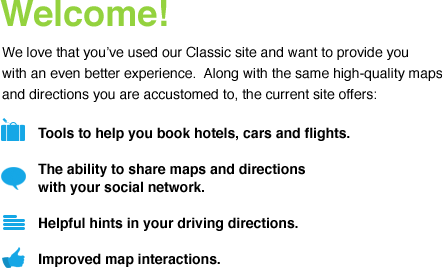 Welcome!
We love that you've used our Classic site and want to provide you
with an even better experience.  Along with the same high-quality maps
and directions you are accustomed to, the current site offers:
Tools to help you book hotels, cars and flights.
The ability to share maps and directions
with your social network.
Helpful hints in your driving directions.
Improved map interactions.